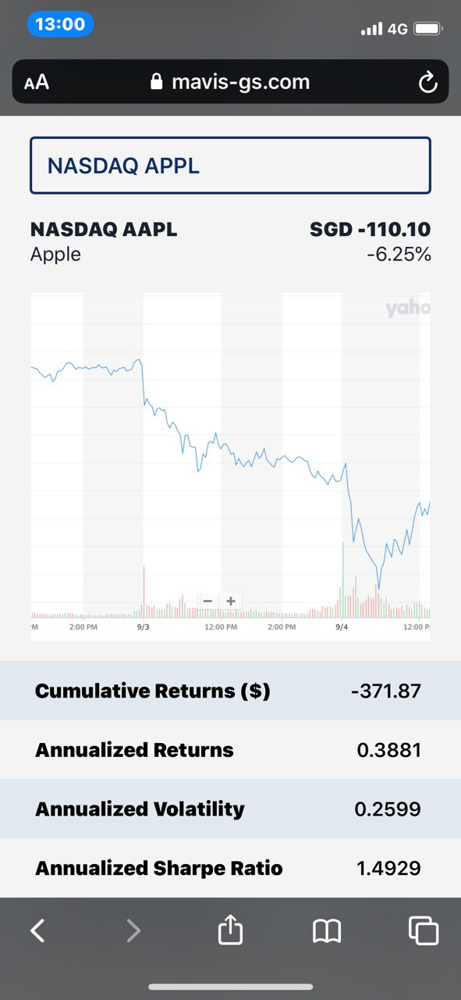 13:00
4G
AA
mavis-gs.com
NASDAQ APPL
NASDAQ AAPL SGD -110.10
Apple -6.25%
yaho
− +
M 2:00 PM 9/3 12:00 PM 2:00 PM 9/4 12:00 P
Cumulative Returns ($) -371.87
Annualized Returns 0.3881
Annualized Volatility 0.2599
Annualized Sharpe Ratio 1.4929